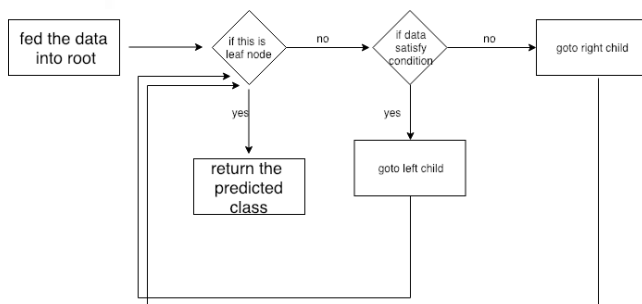 fed the data
into root
if this is
leaf node
no
if data
satisfy
condition
no
goto right child
yes
yes
return the
predicted
class
goto left child